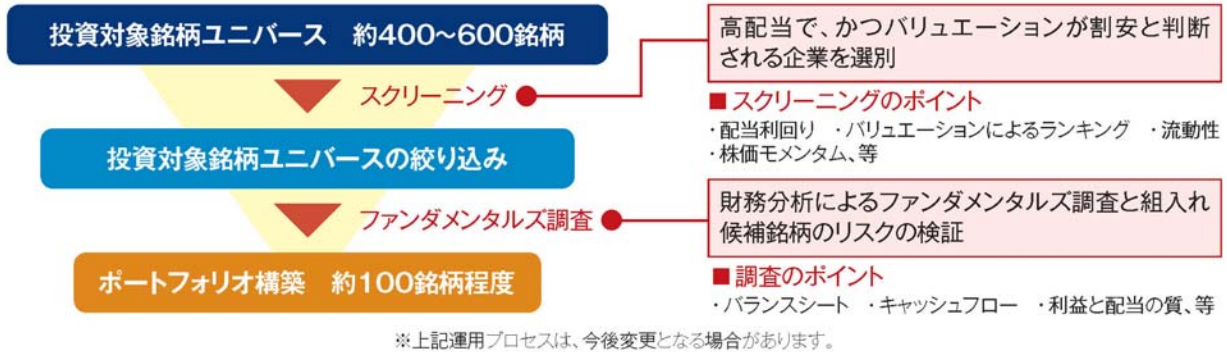 投資対象銘柄ユニバース　約400～600銘柄
スクリーニング
高配当で、かつバリュエーションが割安と判断
される企業を選別
■スクリーニングのポイント
・配当利回り　・バリュエーションによるランキング　・流動性
・株価モメンタム、等
投資対象銘柄ユニバースの絞り込み
ファンダメンタルズ調査
財務分析によるファンダメンタルズ調査と組入れ
候補銘柄のリスクの検証
■調査のポイント
・バランスシート　・キャッシュフロー　・利益と配当の質、等
ポートフォリオ構築　約100銘柄程度
※上記運用プロセスは、今後変更となる場合があります。